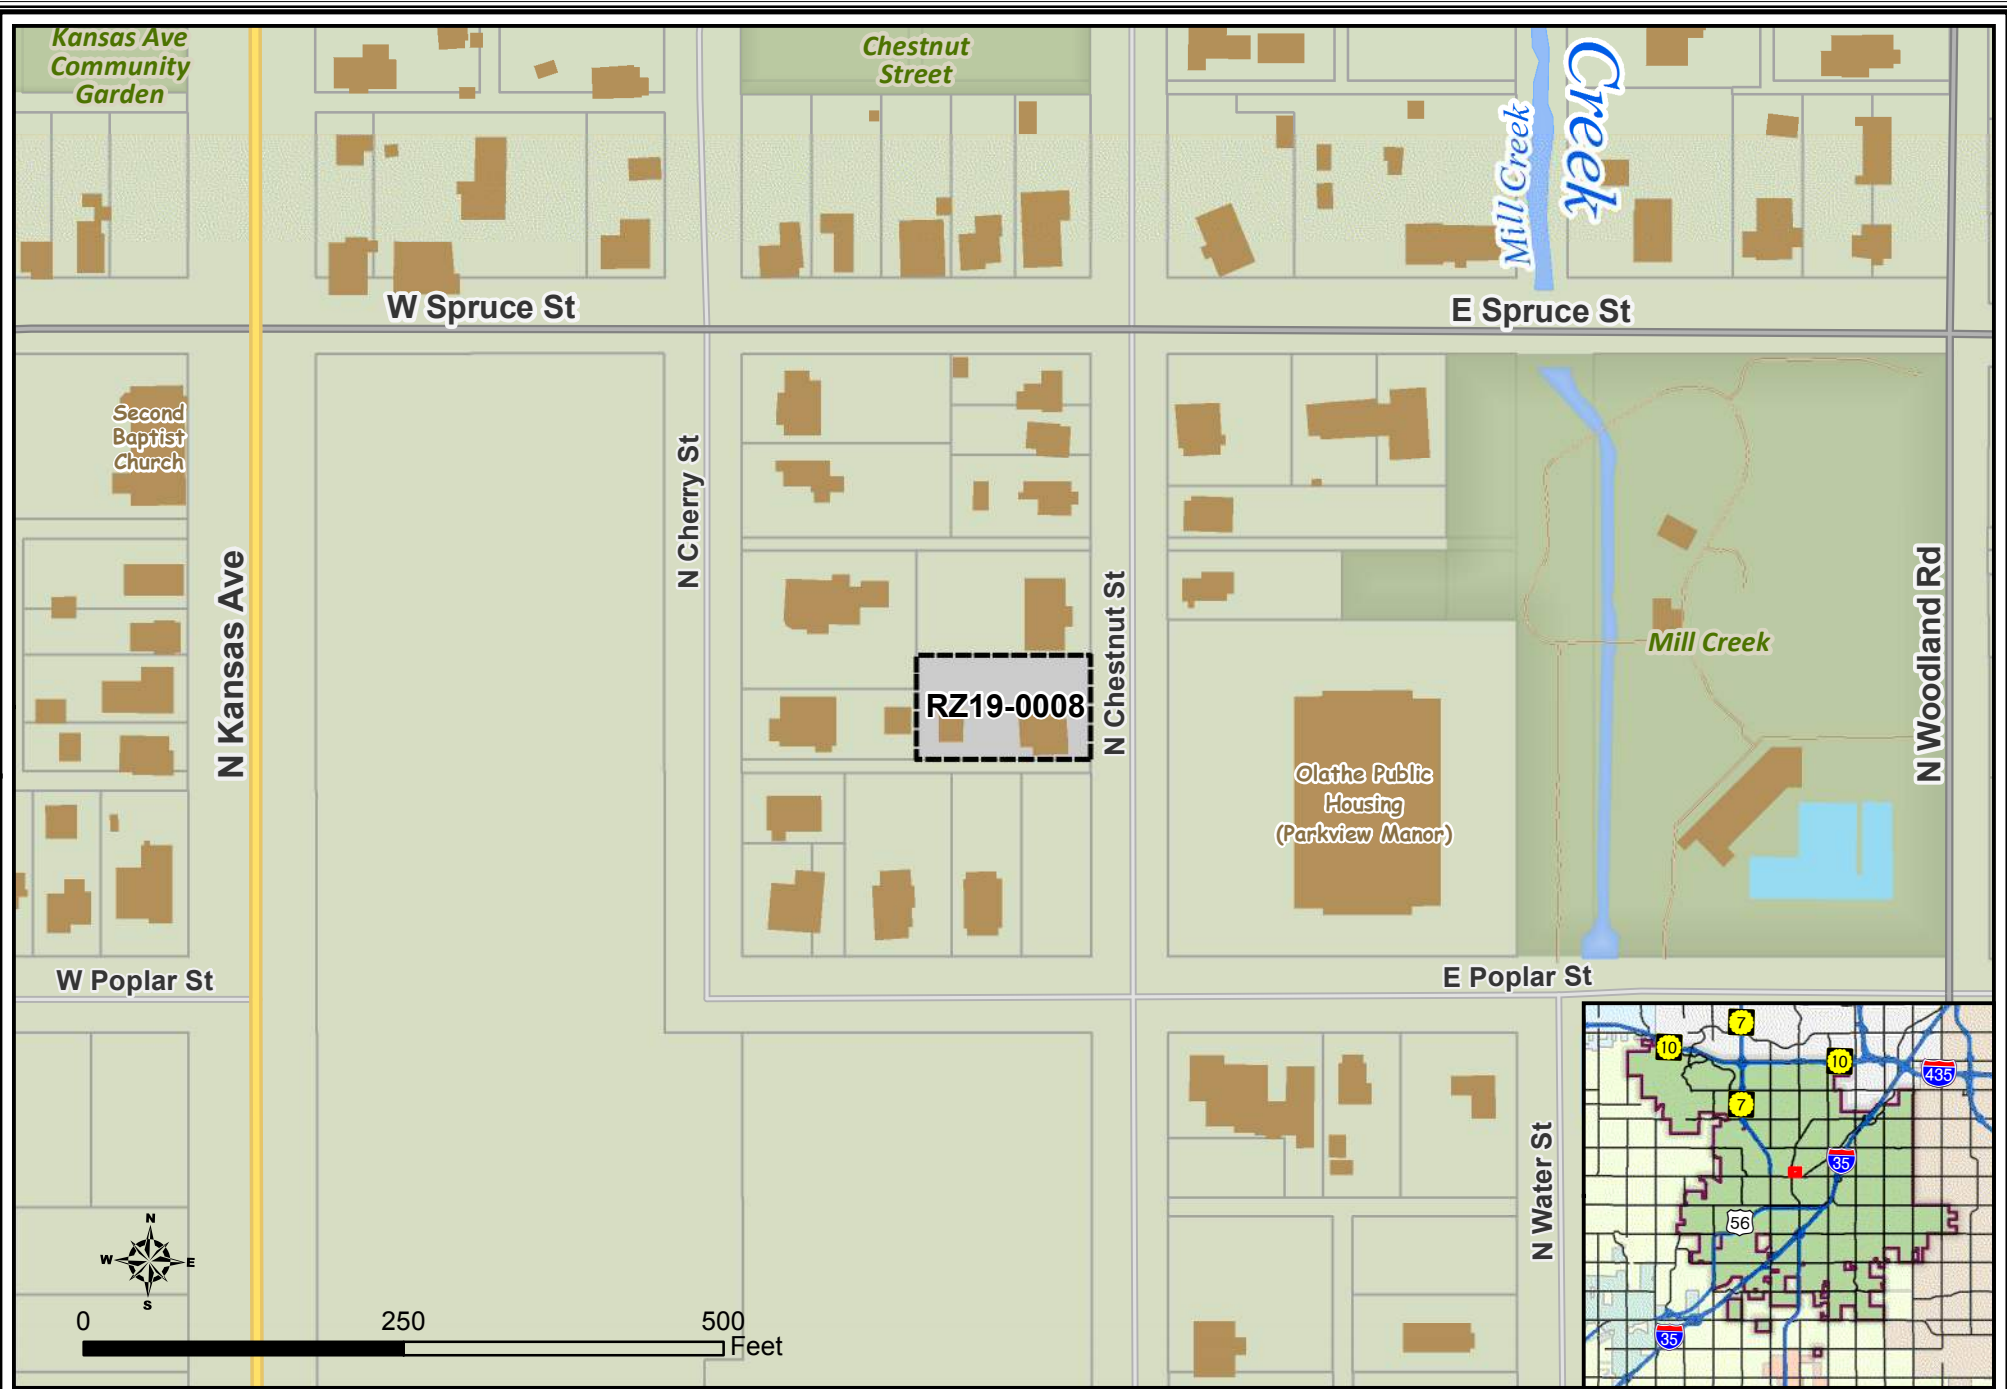 Kansas Ave
Community
Garden
Chestnut
Street
Creek
Mill Creek
W Spruce St
E Spruce St
Second
Baptist
Church
N Cherry St
N Kansas Ave
N Chestnut St
N Woodland Rd
Mill Creek
RZ19-0008
Olathe Public
Housing
(Parkview Manor)
W Poplar St
E Poplar St
N Water St
N
W
E
S
0
250
500
Feet
7
10
10
435
7
35
56
35